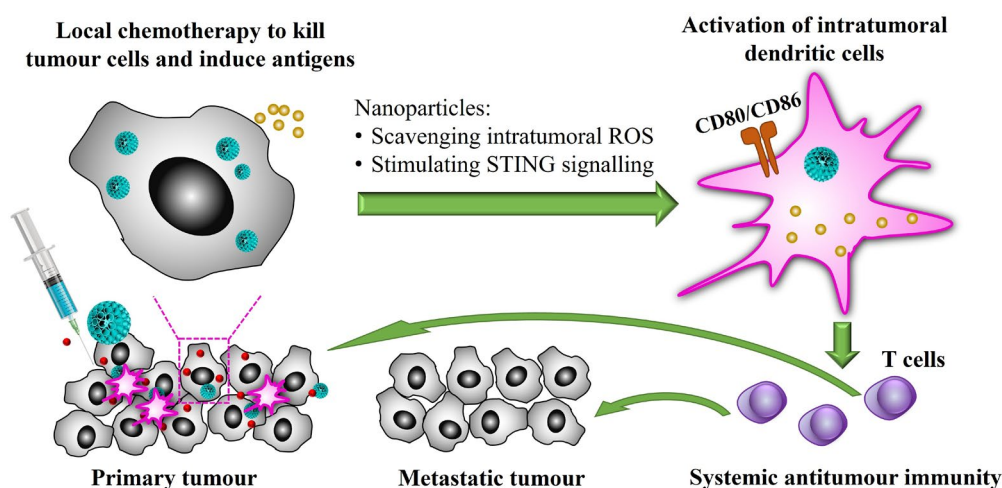 Local chemotherapy to kill
tumour cells and induce antigens
Nanoparticles:
• Scavenging intratumoral ROS
• Stimulating STING signalling
Activation of intratumoral
dendritic cells
CD80/CD86
T cells
Primary tumour
Metastatic tumour
Systemic antitumour immunity